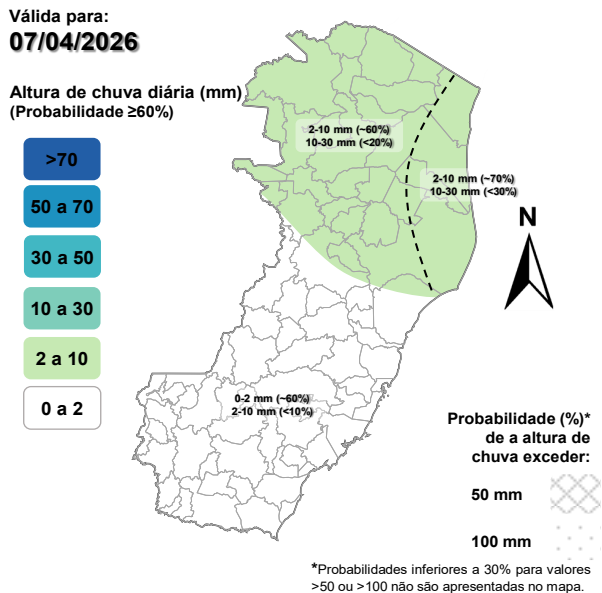 Válida para:
07/04/2026
Altura de chuva diária (mm)
(Probabilidade ≥60%)
>70
50 a 70
30 a 50
10 a 30
2 a 10
0 a 2
2-10 mm (~60%)
10-30 mm (<20%)
2-10 mm (~70%)
10-30 mm (<30%)
N
0-2 mm (~60%)
2-10 mm (<10%)
Probabilidade (%)*
de a altura de
chuva exceder:
50 mm
100 mm
*Probabilidades inferiores a 30% para valores
>50 ou >100 não são apresentadas no mapa.